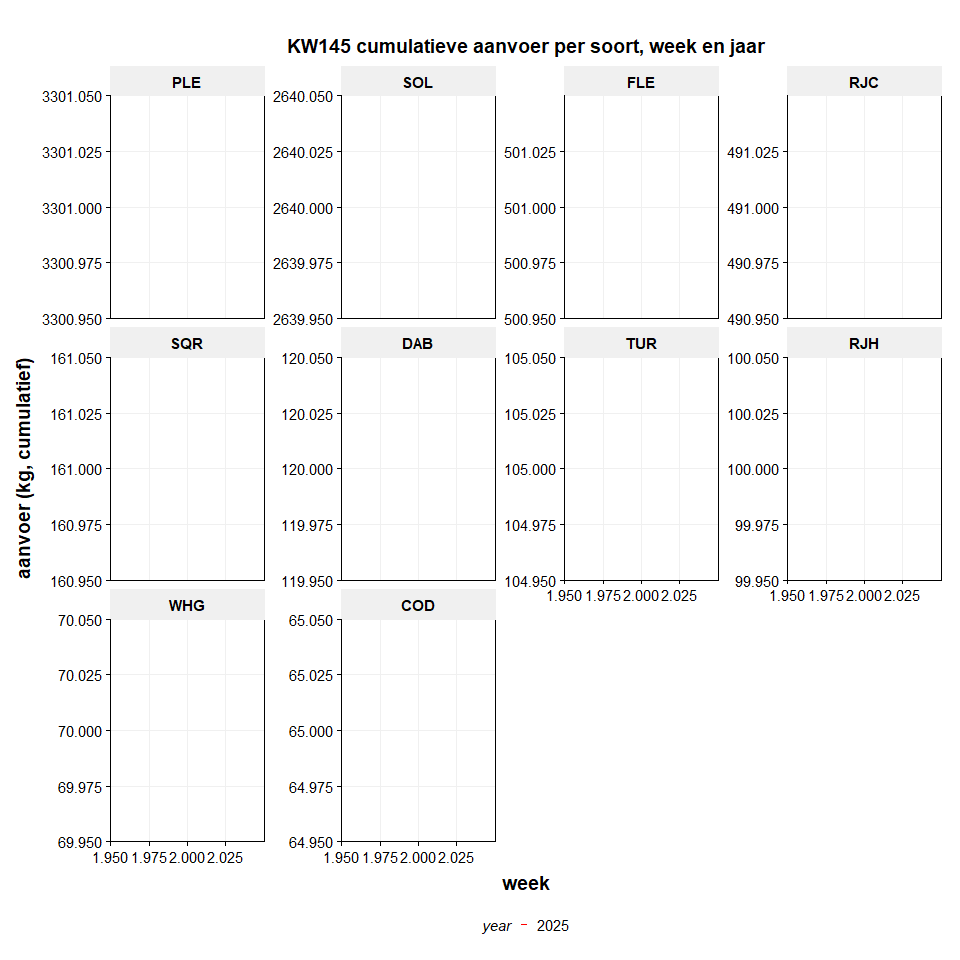 KW145 cumulatieve aanvoer per soort, week en jaar
PLE SOL FLE RJC
3301.050 2640.050
3301.025 2640.025 501.025 491.025
3301.000 2640.000 501.000 491.000
3300.975 2639.975 500.975 490.975
3300.950 2639.950 500.950 490.950
SQR DAB TUR RJH
161.050 120.050 105.050 100.050
161.025 120.025 105.025 100.025
161.000 120.000 105.000 100.000
160.975 119.975 104.975 99.975
160.950 119.950 104.950 99.950
1.950 1.975 2.000 2.025 1.950 1.975 2.000 2.025
WHG COD
70.050 65.050
70.025 65.025
70.000 65.000
69.975 64.975
69.950 64.950
1.950 1.975 2.000 2.025 1.950 1.975 2.000 2.025
aanvoer (kg, cumulatief)
week
year 2025